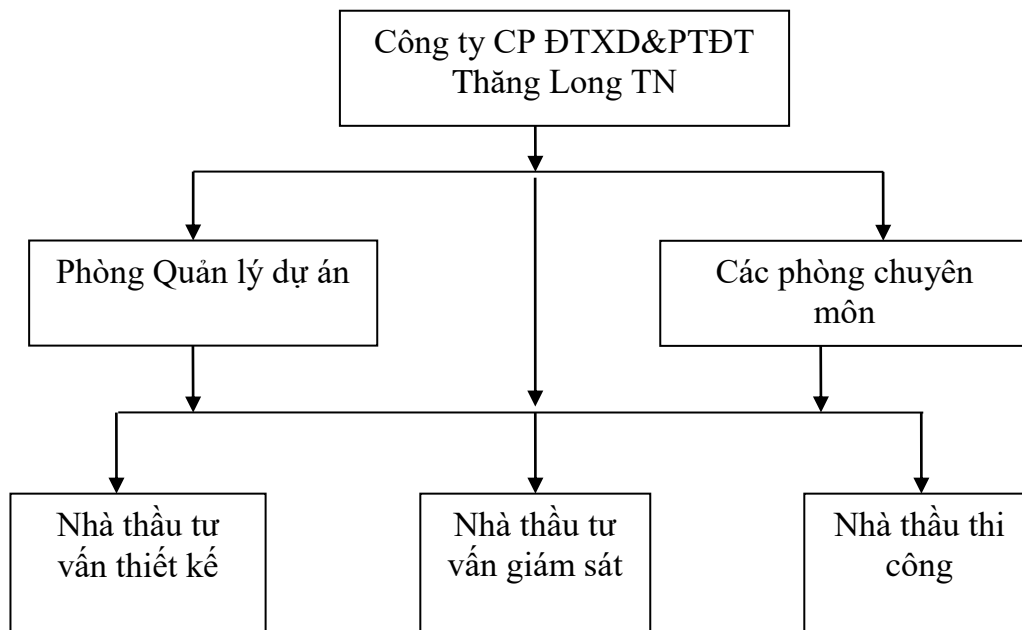 Công ty CP ĐTXD&PTĐT
Thăng Long TN
Phòng Quản lý dự án
Các phòng chuyên
môn
Nhà thầu tư
vấn thiết kế
Nhà thầu tư
vấn giám sát
Nhà thầu thi
công